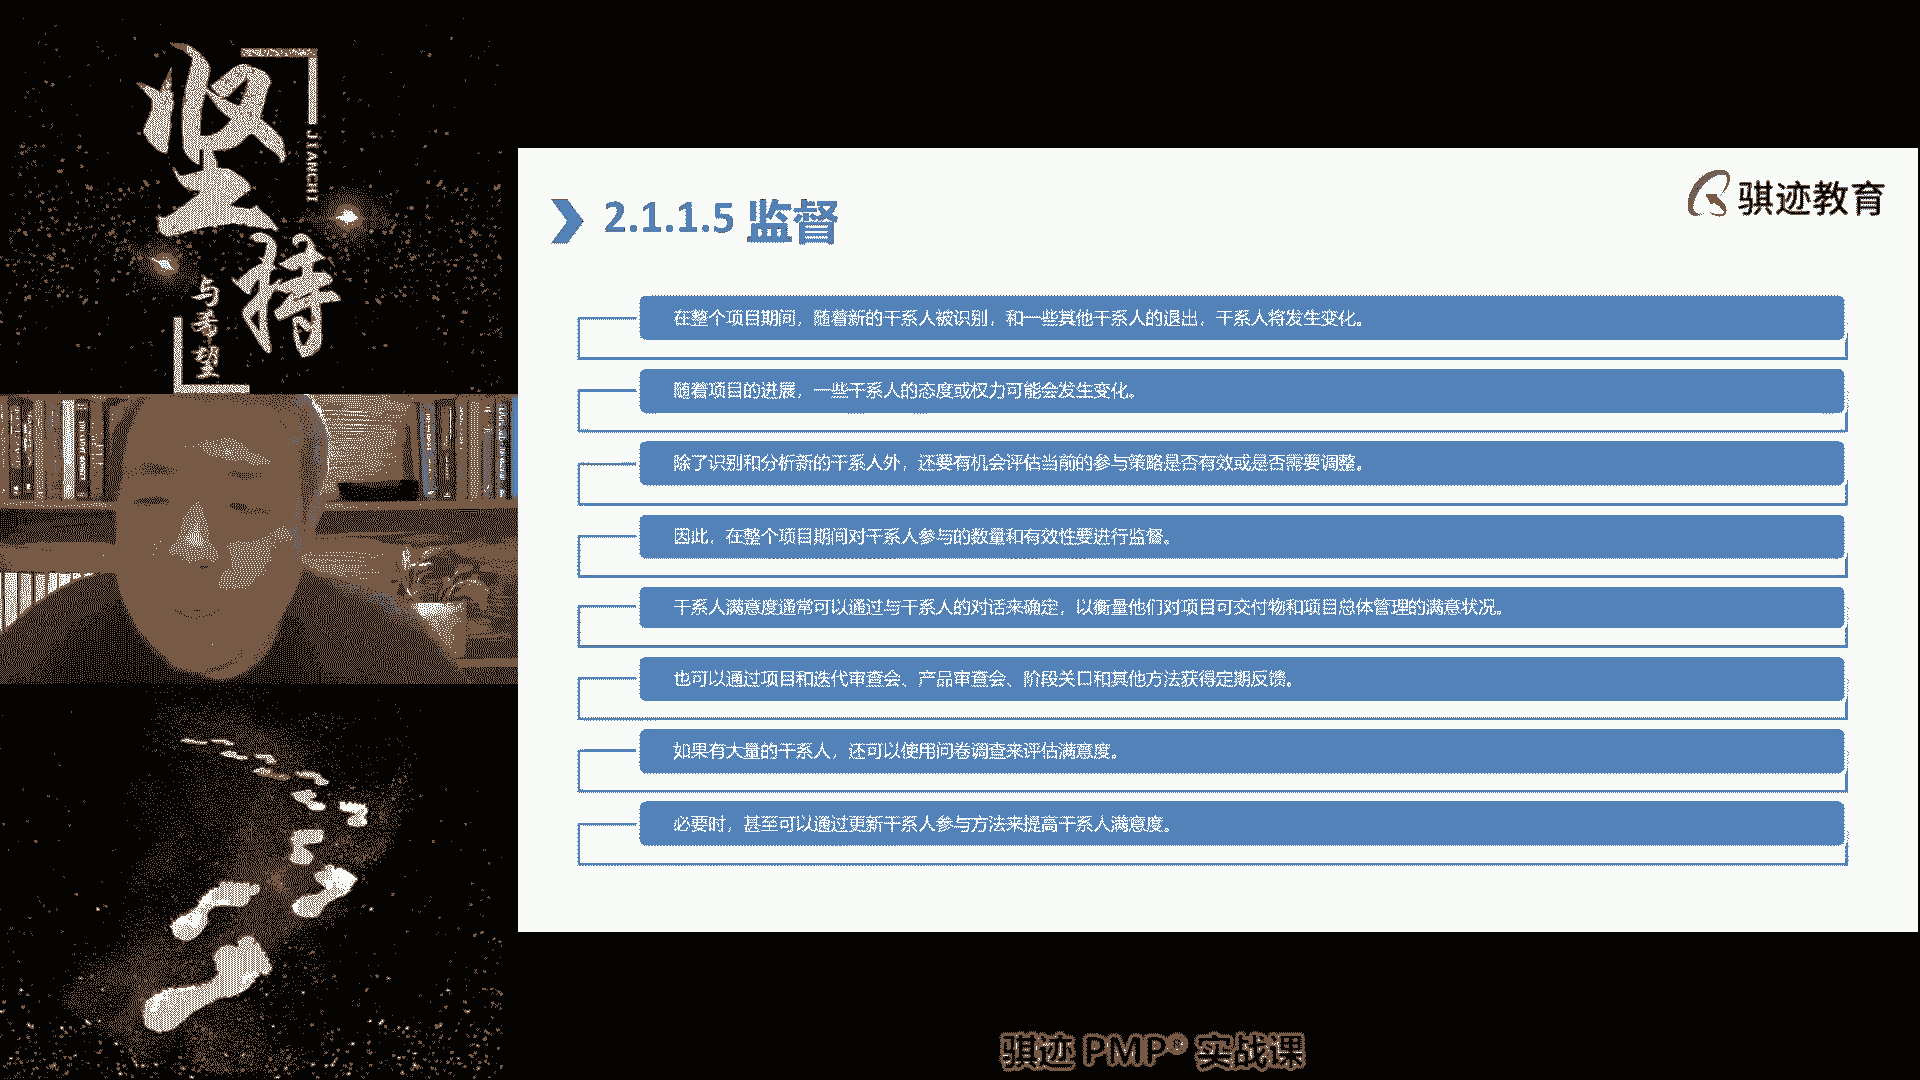 坚持
JIANCHI
与希望
骐迹教育
2.1.1.5 监督
在整个项目期间，随着新的干系人被识别，和一些其他干系人的退出，干系人将发生变化。
随着项目的进展，一些干系人的态度或权力可能会发生变化。
除了识别和分析新的干系人外，还要有机会评估当前的参与策略是否有效或是否需要调整。
因此，在整个项目期间对干系人参与的数量和有效性要进行监督。
干系人满意度通常可以通过与干系人的对话来确定，以衡量他们对项目可交付物和项目总体管理的满意状况。
也可以通过项目和迭代审查会、产品审查会、阶段关口和其他方法获得定期反馈。
如果有大量的干系人，还可以使用问卷调查来评估满意度。
必要时，甚至可以通过更新干系人参与方法来提高干系人满意度。
骐迹 PMP® 实战课